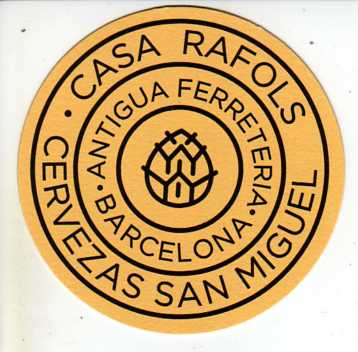 · CASA RAFOLS ·
CERVEZAS SAN MIGUEL
· ANTIGUA FERRETERIA ·
BARCELONA